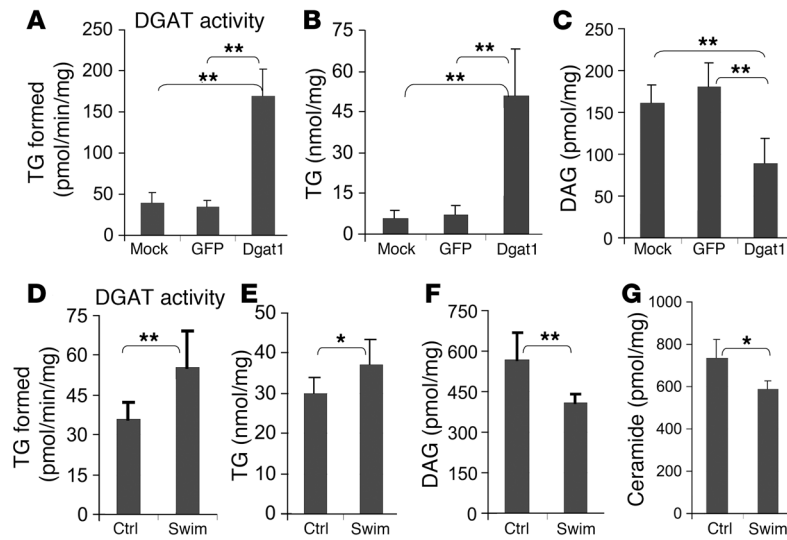 A DGAT activity
TG formed
(pmol/min/mg)
250
200
150
100
50
0
**
**
Mock GFP Dgat1
B
TG (nmol/mg)
75
60
45
30
15
0
**
**
Mock GFP Dgat1
C
DAG (pmol/mg)
250
200
150
100
50
0
**
**
Mock GFP Dgat1
D DGAT activity
TG formed
(pmol/min/mg)
75
60
45
30
15
0
**
Ctrl Swim
E
TG (nmol/mg)
50
40
30
20
10
0
*
Ctrl Swim
F
DAG (pmol/mg)
750
600
450
300
150
0
**
Ctrl Swim
G
Ceramide (pmol/mg)
1000
800
600
400
200
0
*
Ctrl Swim